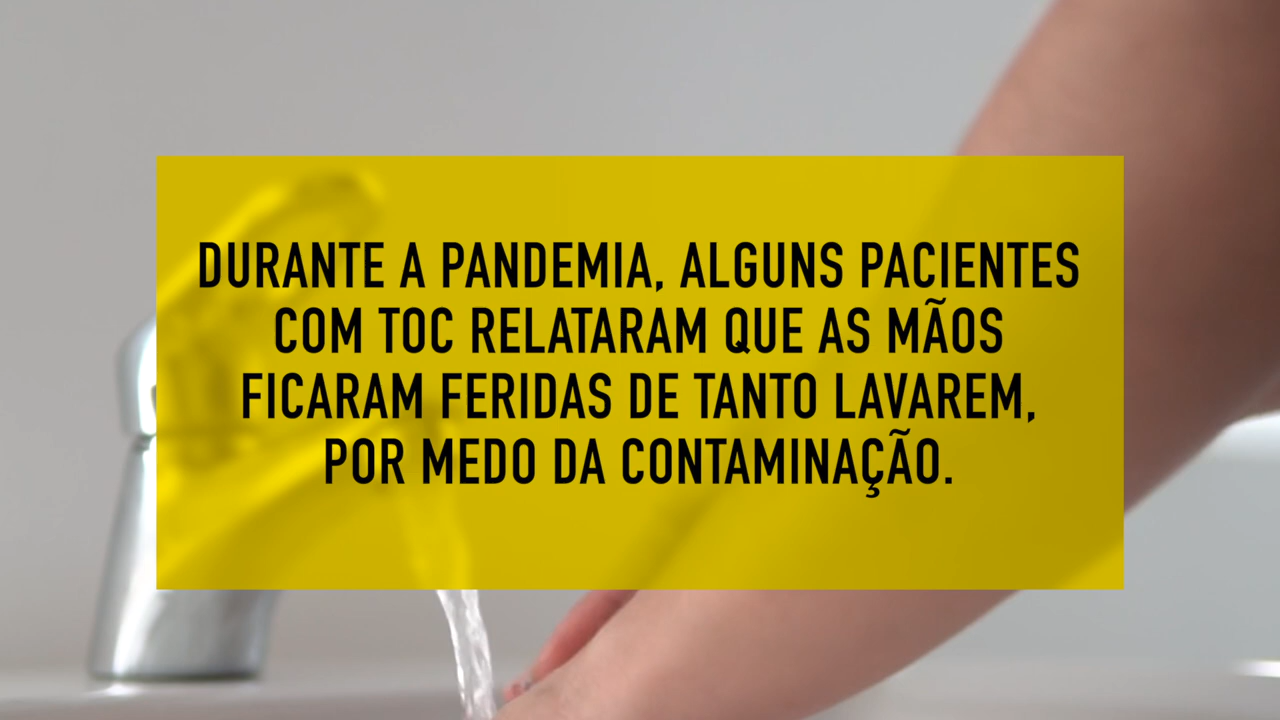 DURANTE A PANDEMIA, ALGUNS PACIENTES
COM TOC RELATARAM QUE AS MÃOS
FICARAM FERIDAS DE TANTO LAVAREM,
POR MEDO DA CONTAMINAÇÃO.